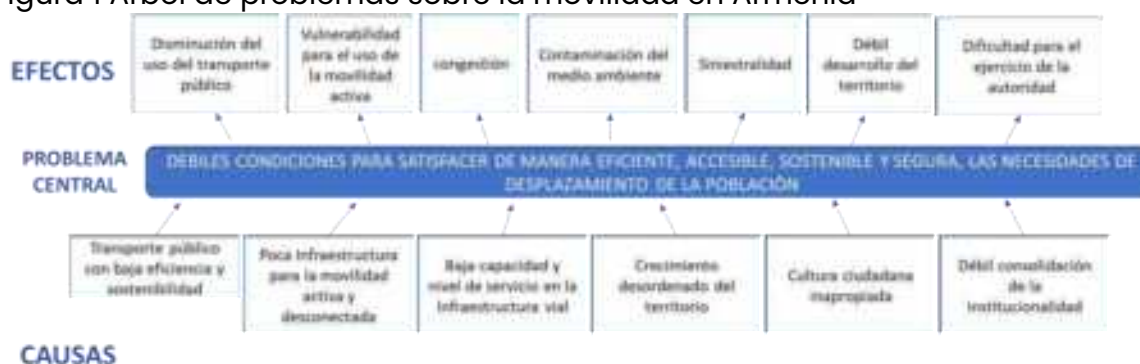 Figura 1 Árbol de problemas sobre la movilidad en Armenia
EFECTOS
Disminución del
uso del transporte
público
Vulnerabilidad
para el uso de
la movilidad
activa
congestión
Contaminación del
medio ambiente
Siniestralidad
Débil
desarrollo del
territorio
Dificultad para el
ejercicio de la
autoridad
PROBLEMA
CENTRAL
DÉBILES CONDICIONES PARA SATISFACER DE MANERA EFICIENTE, ACCESIBLE, SOSTENIBLE Y SEGURA, LAS NECESIDADES DE
DESPLAZAMIENTO DE LA POBLACIÓN
Transporte público
con baja eficiencia y
sostenibilidad
Poca infraestructura
para la movilidad
activa y
desconectada
Baja capacidad y
nivel de servicio en la
infraestructura vial
Crecimiento
desordenado del
territorio
Cultura ciudadana
inapropiada
Débil consolidación
de la
institucionalidad
CAUSAS